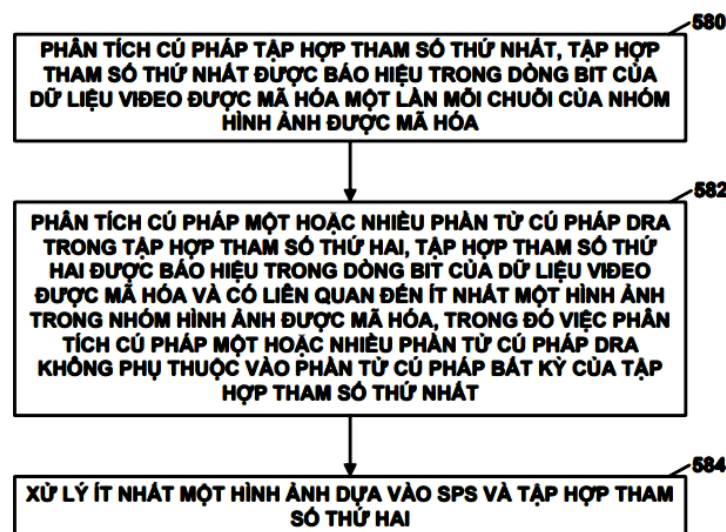 580
PHÂN TÍCH CÚ PHÁP TẬP HỢP THAM SỐ THỨ NHẤT, TẬP HỢP
THAM SỐ THỨ NHẤT ĐƯỢC BÁO HIỆU TRONG DÒNG BIT CỦA
DỮ LIỆU VIĐEO ĐƯỢC MÃ HÓA MỘT LẦN MỖI CHUỖI CỦA NHÓM
HÌNH ẢNH ĐƯỢC MÃ HÓA
582
PHÂN TÍCH CÚ PHÁP MỘT HOẶC NHIỀU PHẦN TỬ CÚ PHÁP DRA
TRONG TẬP HỢP THAM SỐ THỨ HAI, TẬP HỢP THAM SỐ THỨ
HAI ĐƯỢC BÁO HIỆU TRONG DÒNG BIT CỦA DỮ LIỆU VIĐEO
ĐƯỢC MÃ HÓA VÀ CÓ LIÊN QUAN ĐẾN ÍT NHẤT MỘT HÌNH ẢNH
TRONG NHÓM HÌNH ẢNH ĐƯỢC MÃ HÓA, TRONG ĐÓ VIỆC PHÂN
TÍCH CÚ PHÁP MỘT HOẶC NHIỀU PHẦN TỬ CÚ PHÁP DRA
KHÔNG PHỤ THUỘC VÀO PHẦN TỬ CÚ PHÁP BẤT KỲ CỦA TẬP
HỢP THAM SỐ THỨ NHẤT
584
XỬ LÝ ÍT NHẤT MỘT HÌNH ẢNH DỰA VÀO SPS VÀ TẬP HỢP THAM
SỐ THỨ HAI